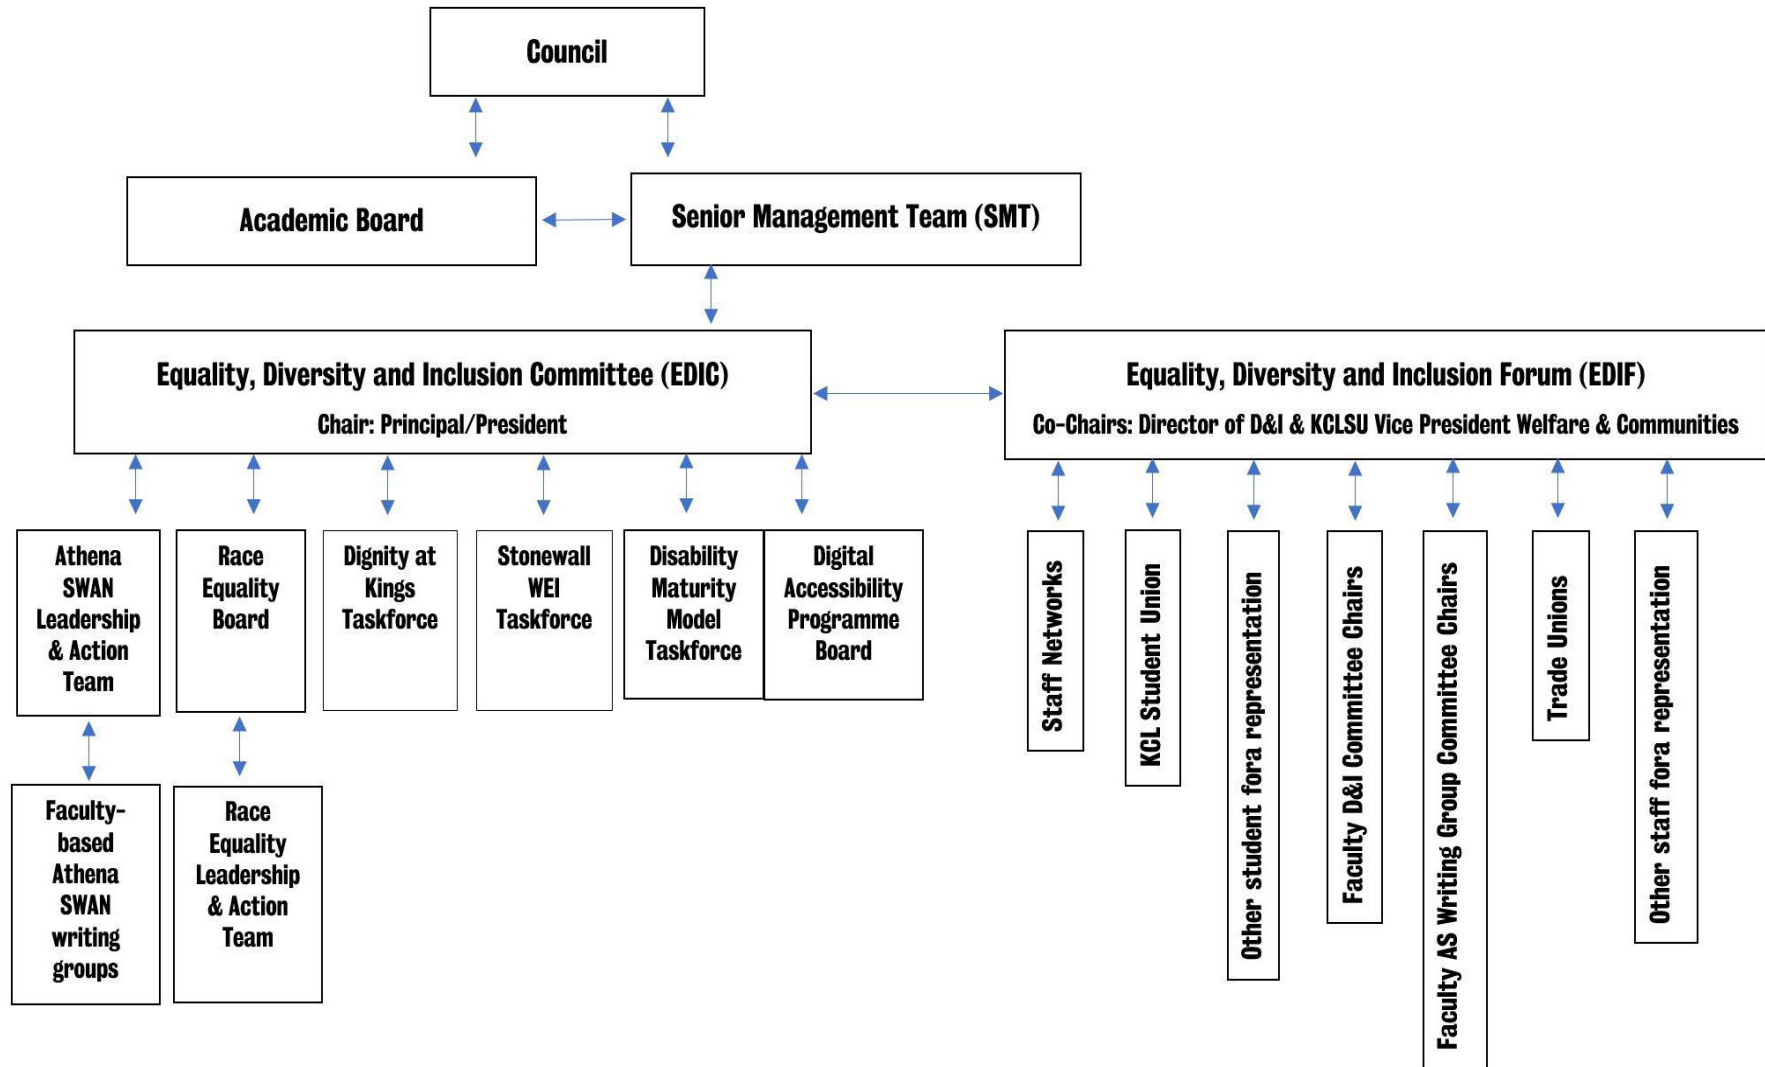 Council
Academic Board
Senior Management Team (SMT)
Equality, Diversity and Inclusion Committee (EDIC)
Chair: Principal/President
Equality, Diversity and Inclusion Forum (EDIF)
Co-Chairs: Director of D&I & KCLSU Vice President Welfare & Communities
Athena
SWAN
Leadership
& Action
Team
Race
Equality
Board
Dignity at
Kings
Taskforce
Stonewall
WEI
Taskforce
Disability
Maturity
Model
Taskforce
Digital
Accessibility
Programme
Board
Faculty-
based
Athena
SWAN
writing
groups
Race
Equality
Leadership
& Action
Team
Staff Networks
KCL Student Union
Other student fora representation
Faculty D&I Committee Chairs
Faculty AS Writing Group Committee Chairs
Trade Unions
Other staff fora representation